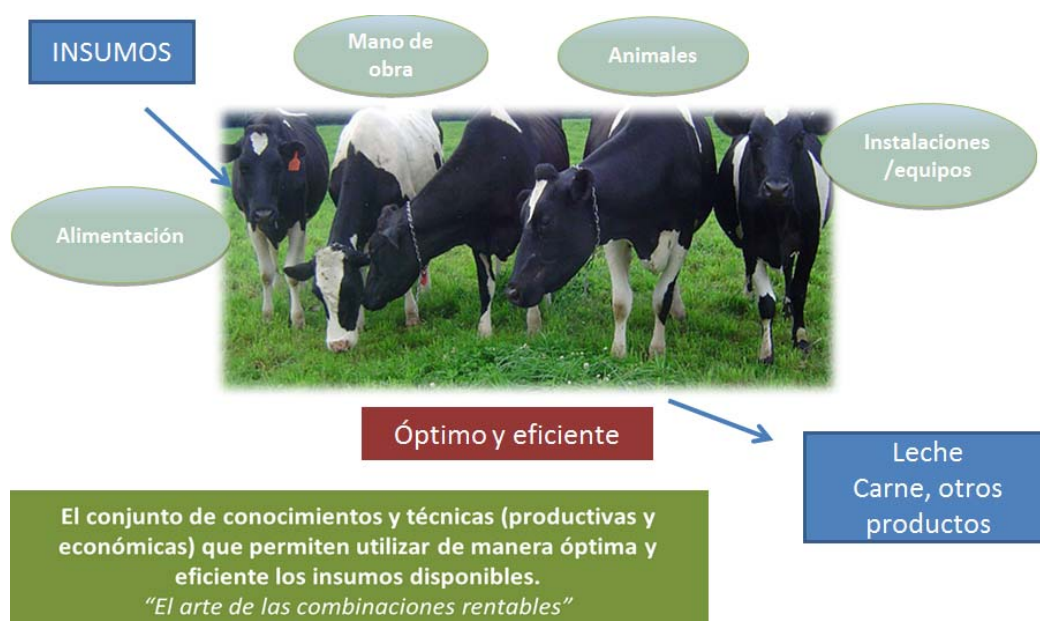 INSUMOS
Mano de
obra
Animales
Instalaciones
/equipos
Alimentación
Óptimo y eficiente
Leche
Carne, otros
productos
El conjunto de conocimientos y técnicas (productivas y
económicas) que permiten utilizar de manera óptima y
eficiente los insumos disponibles.
“El arte de las combinaciones rentables”